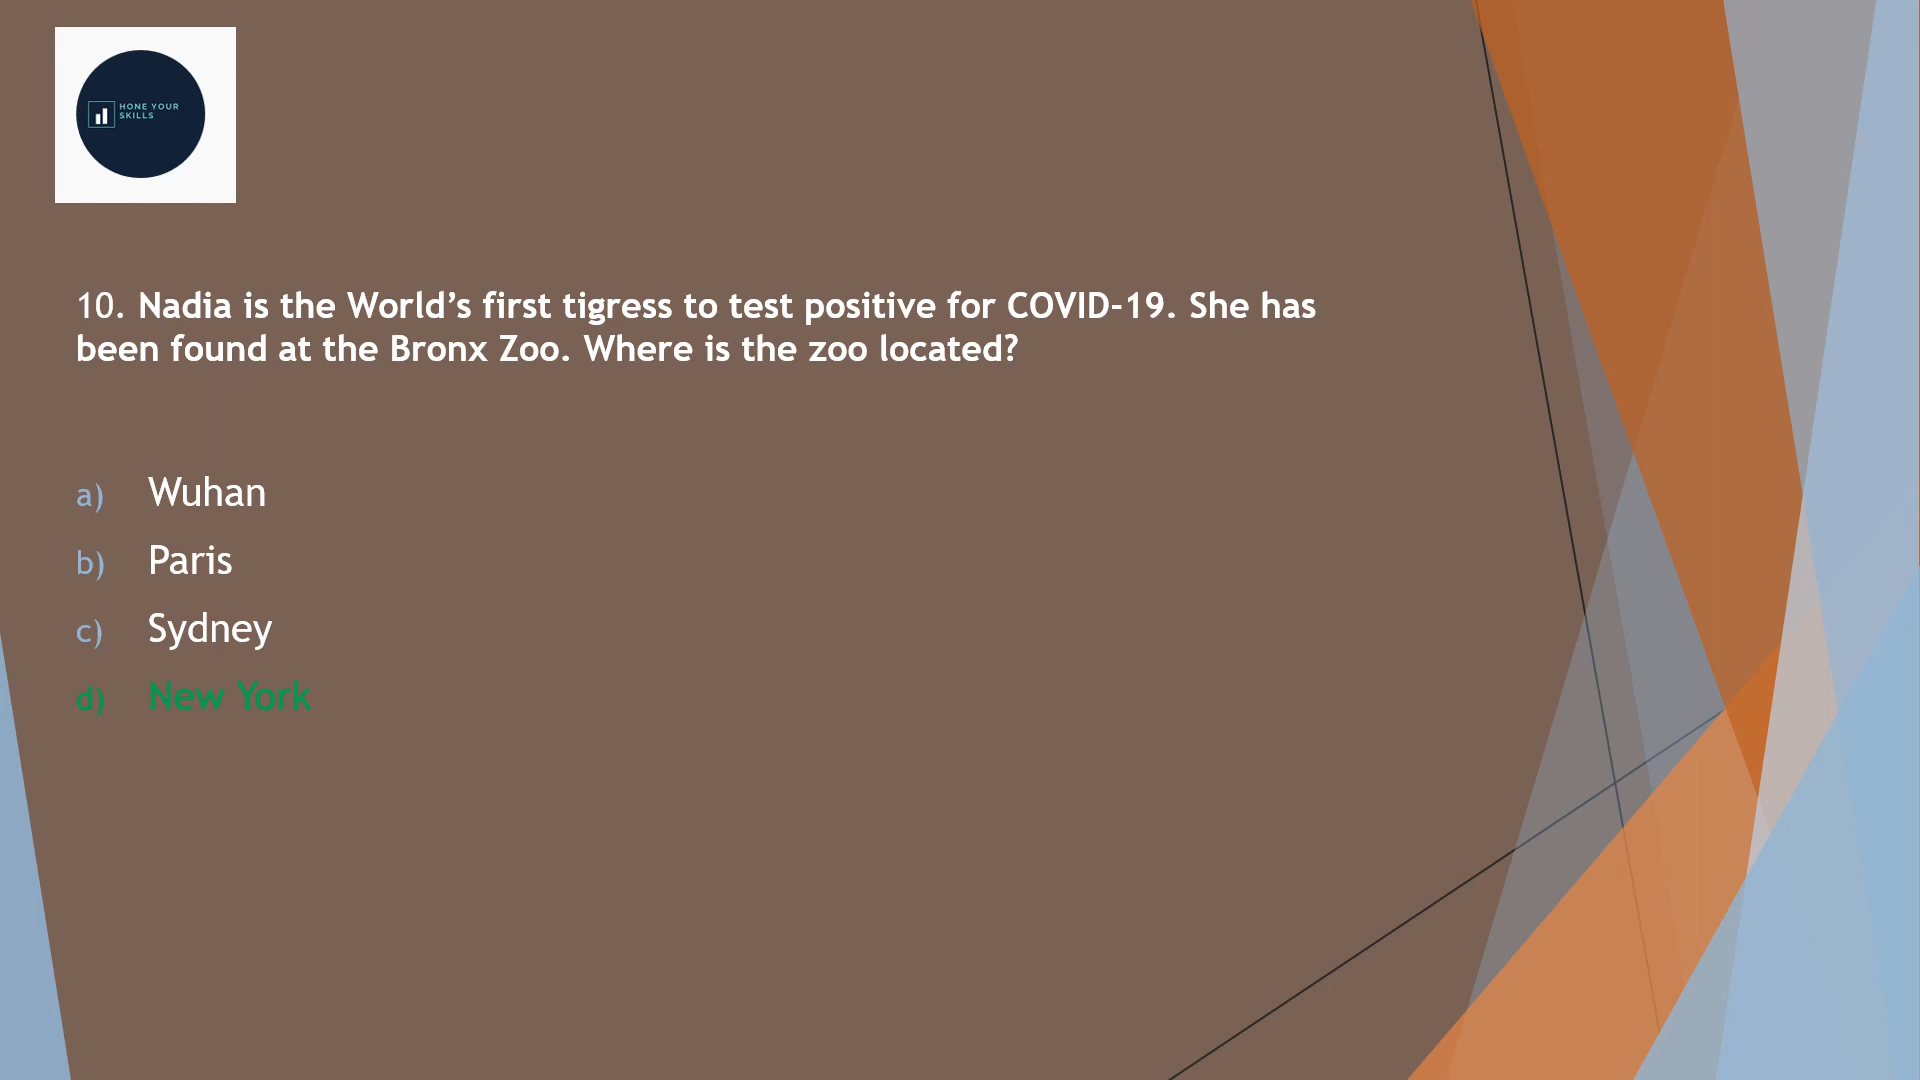 HONE YOUR
SKILLS
10. Nadia is the World’s first tigress to test positive for COVID-19. She has
been found at the Bronx Zoo. Where is the zoo located?
a) Wuhan
b) Paris
c) Sydney
d) New York